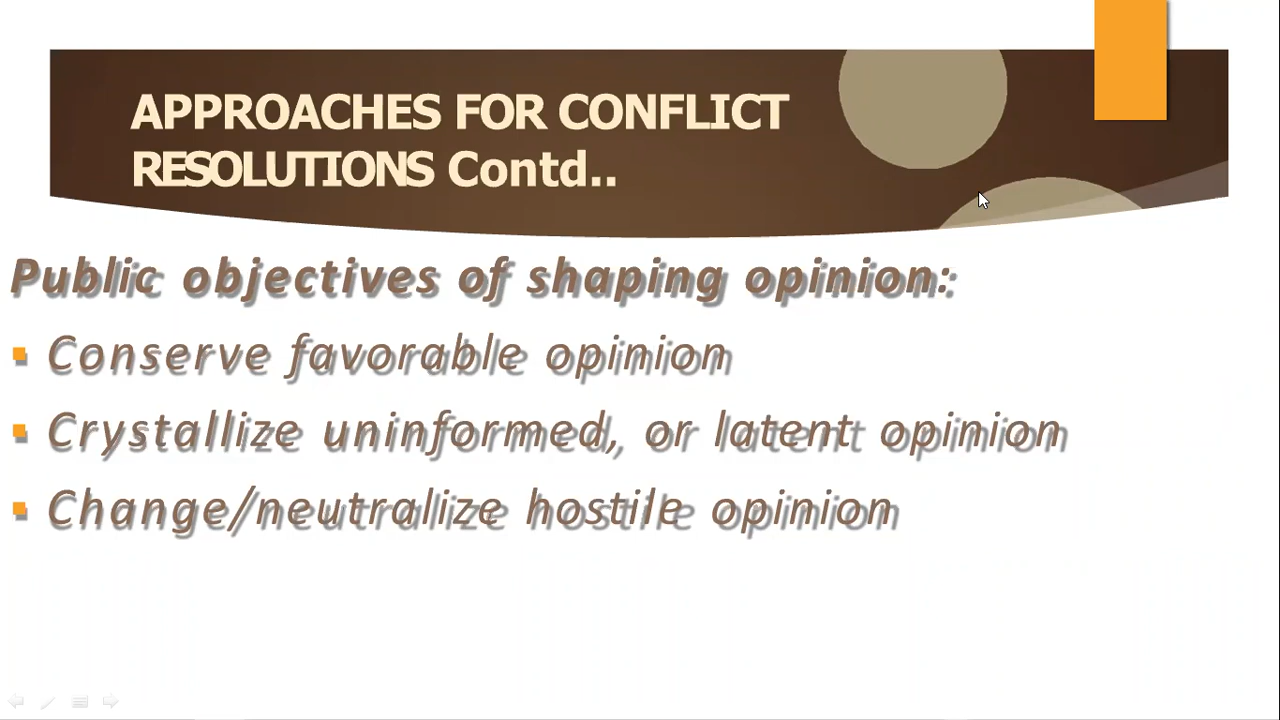 APPROACHES FOR CONFLICT
RESOLUTIONS Contd..
Public objectives of shaping opinion:
▪ Conserve favorable opinion
▪ Crystallize uninformed, or latent opinion
▪ Change/neutralize hostile opinion